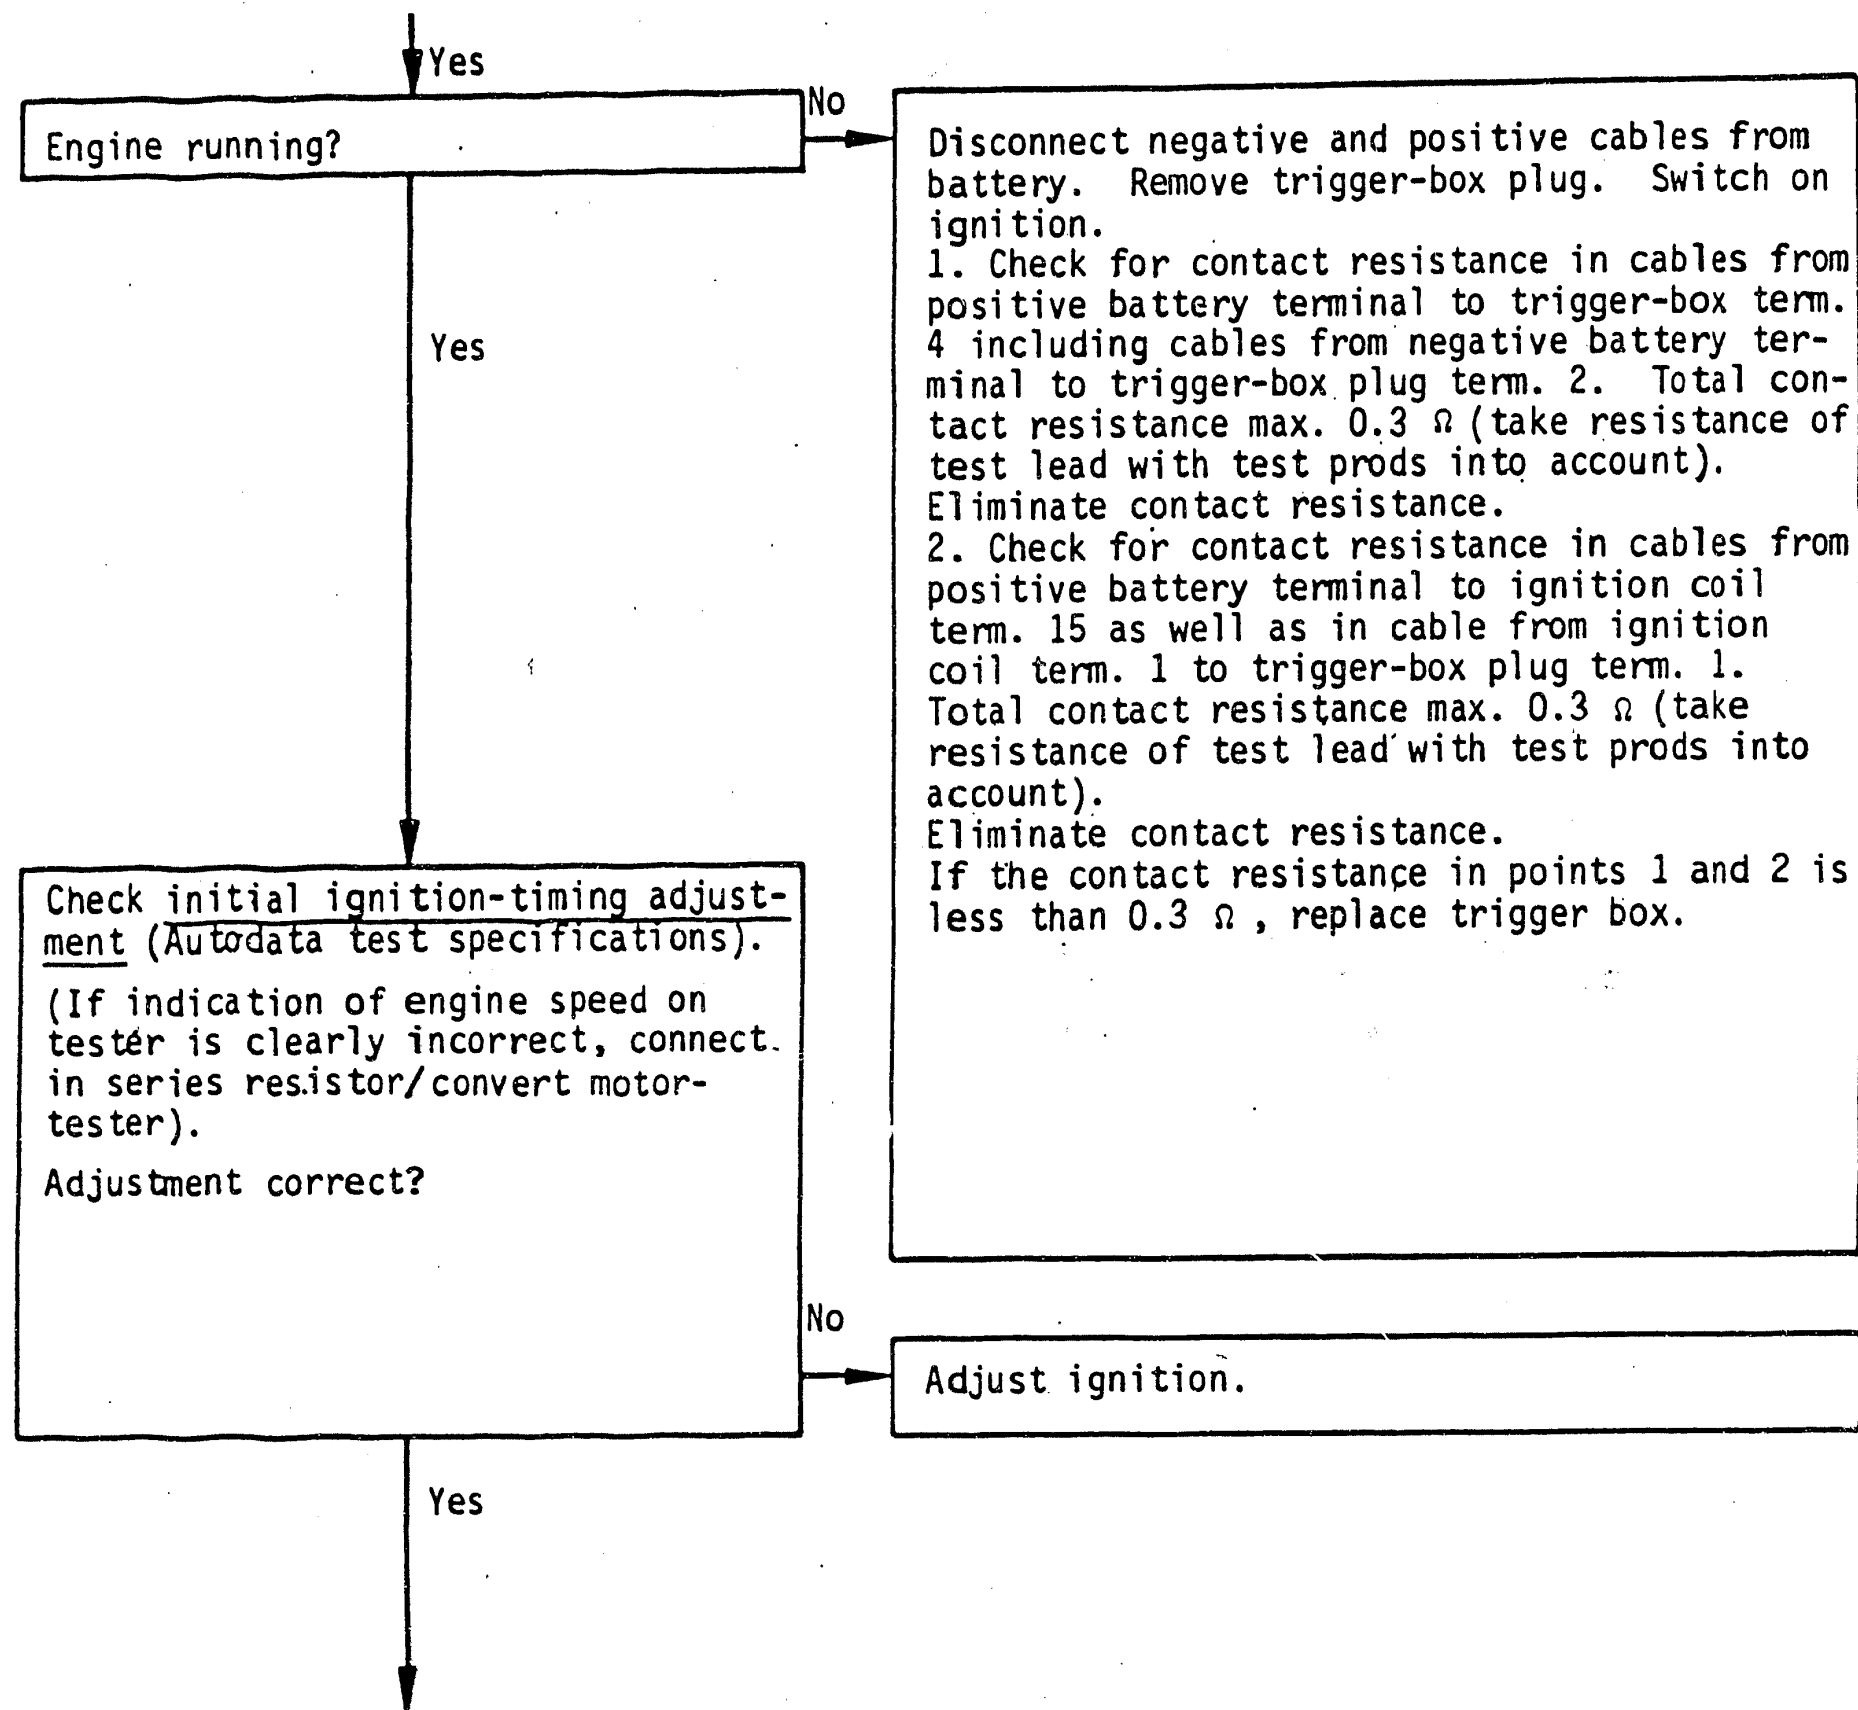 Yes
Engine running?
No
Disconnect negative and positive cables from
battery. Remove trigger-box plug. Switch on
ignition.
1. Check for contact resistance in cables from
positive battery terminal to trigger-box term.
4 including cables from negative battery ter-
minal to trigger-box plug term. 2. Total con-
tact resistance max. 0.3 Ω (take resistance of
test lead with test prods into account).
Eliminate contact resistance.
2. Check for contact resistance in cables from
positive battery terminal to ignition coil
term. 15 as well as in cable from ignition
coil term. 1 to trigger-box plug term. 1.
Total contact resistance max. 0.3 Ω (take
resistance of test lead with test prods into
account).
Eliminate contact resistance.
If the contact resistance in points 1 and 2 is
less than 0.3 Ω , replace trigger box.
Yes
Check initial ignition-timing adjust-
ment (Autodata test specifications).
(If indication of engine speed on
tester is clearly incorrect, connect
in series resistor/convert motor-
tester).
Adjustment correct?
No
Adjust ignition.
Yes